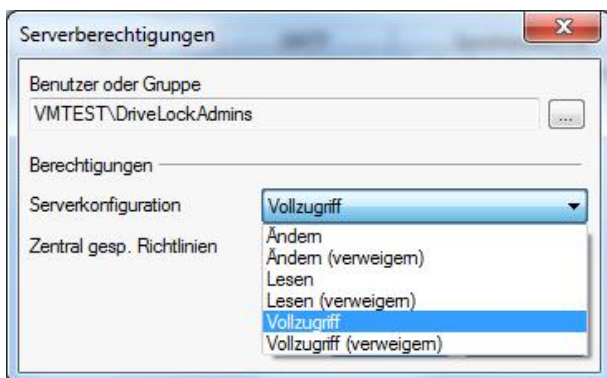 Serverberechtigungen
Benutzer oder Gruppe
VMTEST\DriveLockAdmins
...
Berechtigungen
Serverkonfiguration
Vollzugriff
Zentral gesp. Richtlinien
Ändern
Ändern (verweigern)
Lesen
Lesen (verweigern)
Vollzugriff
Vollzugriff (verweigern)